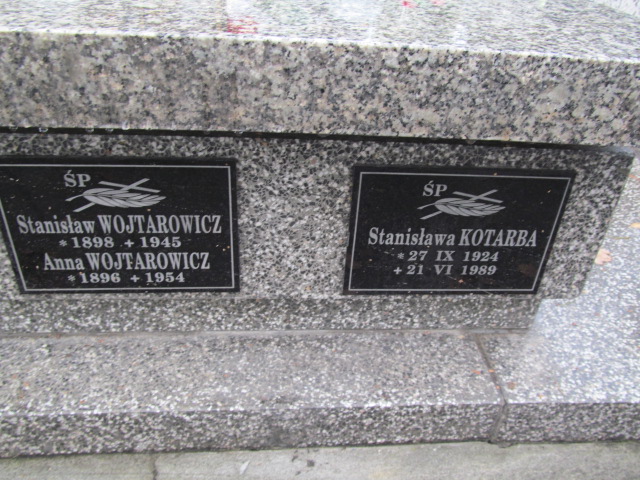 ŚP
Stanisław WOJTAROWICZ
*1898 + 1945
Anna WOJTAROWICZ
*1896 + 1954
ŚP
Stanisława KOTARBA
*27 IX 1924
+21 VI 1989